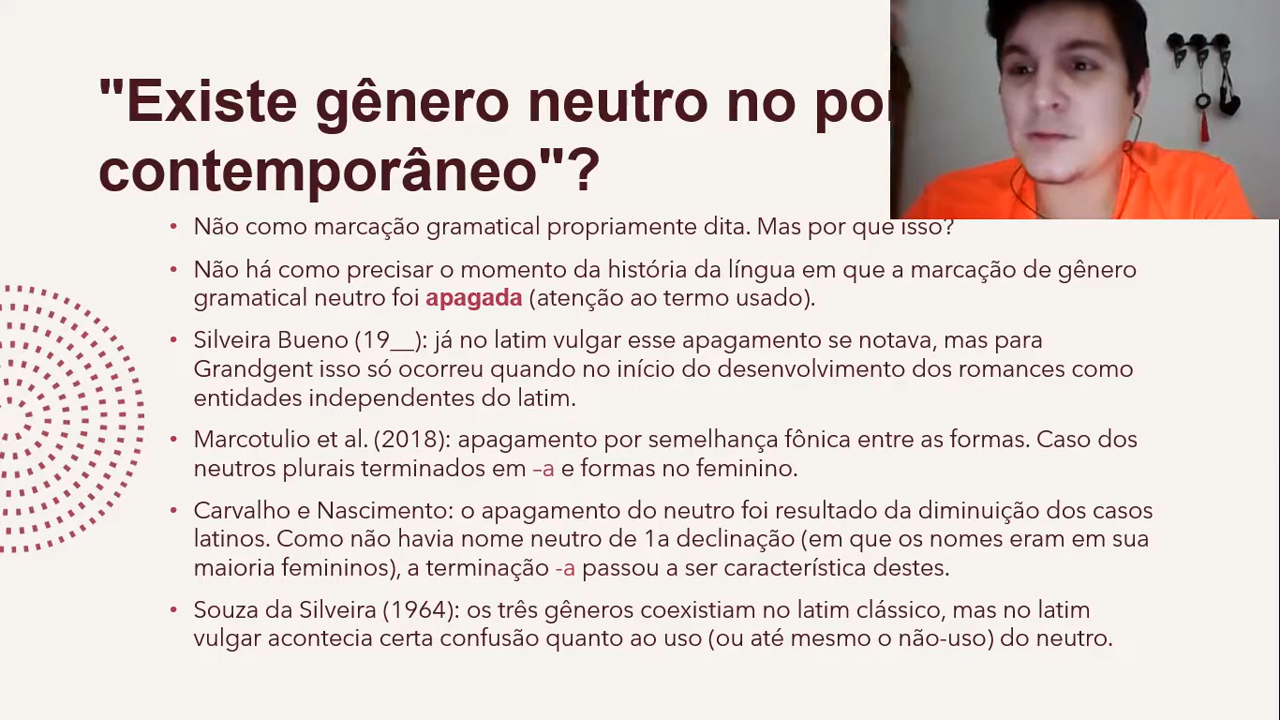 "Existe gênero neutro no
contemporâneo"?
• Não como marcação gramatical propriamente dita. Mas por que isso?
• Não há como precisar o momento da história da língua em que a marcação de gênero
gramatical neutro foi apagada (atenção ao termo usado).
• Silveira Bueno (19__): já no latim vulgar esse apagamento se notava, mas para
Grandgent isso só ocorreu quando no início do desenvolvimento dos romances como
entidades independentes do latim.
• Marcotulio et al. (2018): apagamento por semelhança fônica entre as formas. Caso dos
neutros plurais terminados em –a e formas no feminino.
• Carvalho e Nascimento: o apagamento do neutro foi resultado da diminuição dos casos
latinos. Como não havia nome neutro de 1a declinação (em que os nomes eram em sua
maioria femininos), a terminação -a passou a ser característica destes.
• Souza da Silveira (1964): os três gêneros coexistiam no latim clássico, mas no latim
vulgar acontecia certa confusão quanto ao uso (ou até mesmo o não-uso) do neutro.